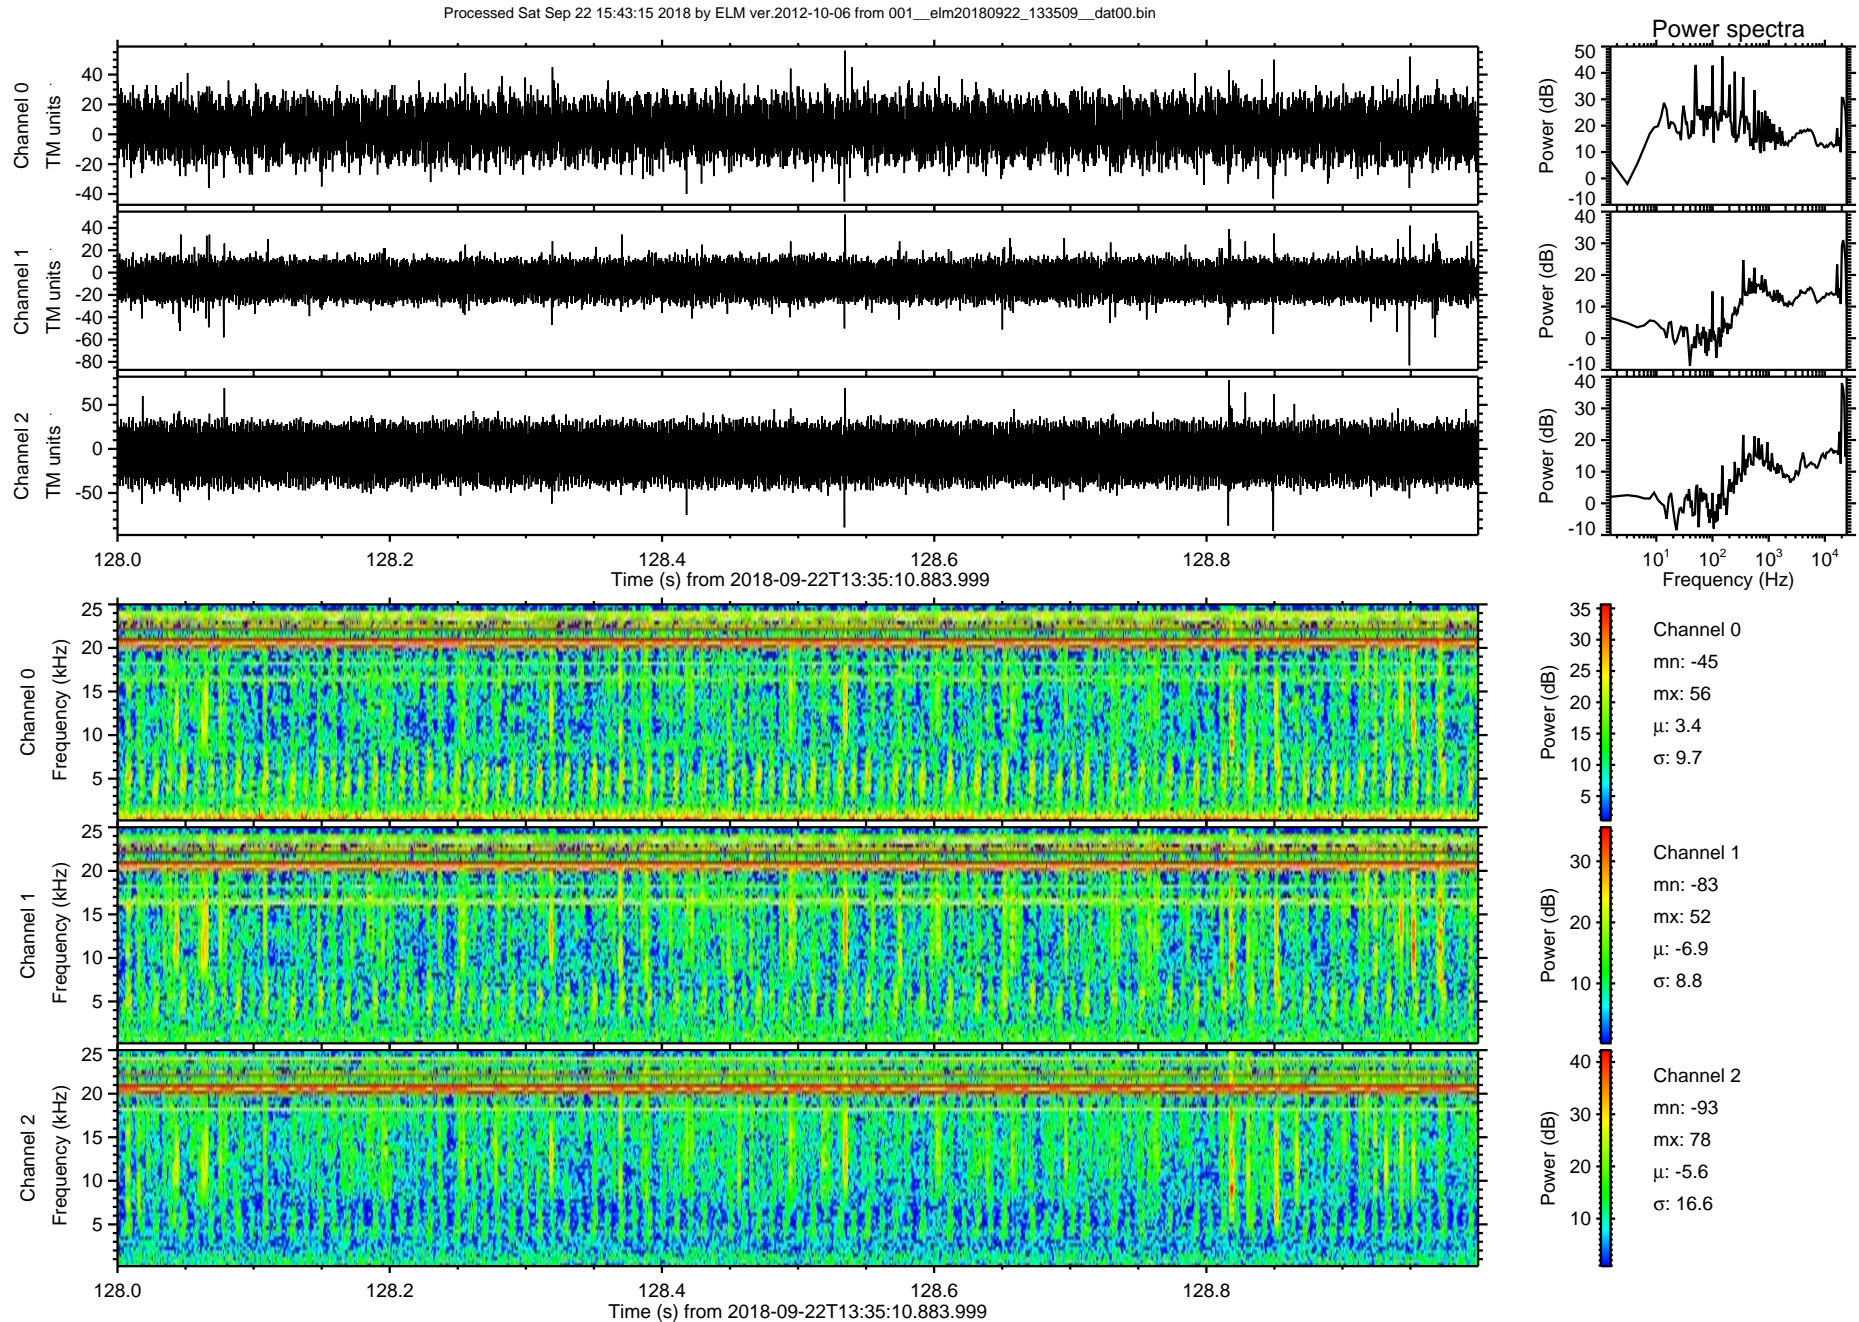 Processed Sat Sep 22 15:43:15 2018 by ELM ver.2012-10-06 from 001__elm20180922_133509__dat00.bin
Power spectra
Channel 0
TM units
40
20
0
-20
-40
Power (dB)
50
40
30
20
10
0
-10
Channel 1
TM units
40
20
0
-20
-40
-60
-80
Power (dB)
40
30
20
10
0
-10
Channel 2
TM units
50
0
-50
Power (dB)
40
30
20
10
0
-10
128.0 128.2 128.4 128.6 128.8
Time (s) from 2018-09-22T13:35:10.883.999
10¹ 10² 10³ 10⁴
Frequency (Hz)
Channel 0
Frequency (kHz)
25
20
15
10
5
Power (dB)
35
30
25
20
15
10
5
Channel 0
mn: -45
mx: 56
µ: 3.4
σ: 9.7
Channel 1
Frequency (kHz)
25
20
15
10
5
Power (dB)
30
20
10
Channel 1
mn: -83
mx: 52
µ: -6.9
σ: 8.8
Channel 2
Frequency (kHz)
25
20
15
10
5
Power (dB)
40
30
20
10
Channel 2
mn: -93
mx: 78
µ: -5.6
σ: 16.6
128.0 128.2 128.4 128.6 128.8
Time (s) from 2018-09-22T13:35:10.883.999